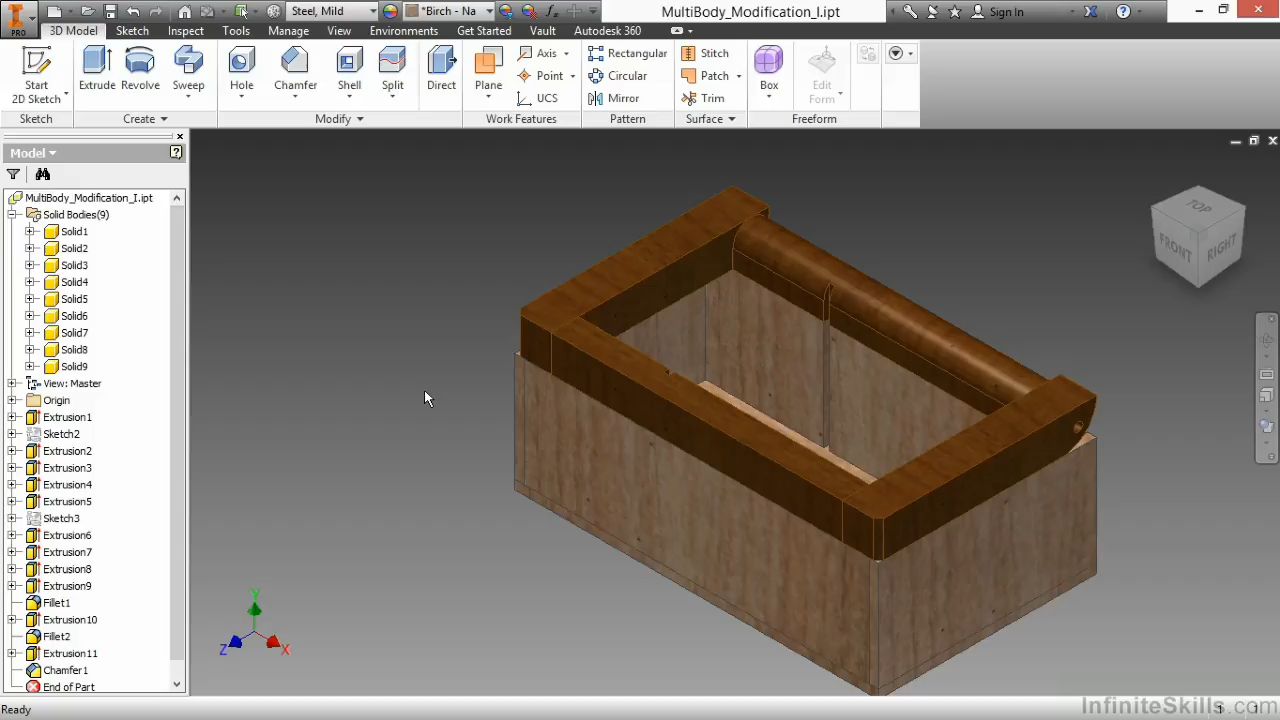 Steel, Mild
*Birch - Na
MultiBody_Modification_I.ipt
Sign In
PRO
3D Model
Sketch
Inspect
Tools
Manage
View
Environments
Get Started
Vault
Autodesk 360
Start
2D Sketch
Extrude
Revolve
Sweep
Hole
Chamfer
Shell
Split
Direct
Plane
Axis
Point
UCS
Rectangular
Circular
Mirror
Stitch
Patch
Trim
Box
Edit
Form
Sketch
Create
Modify
Work Features
Pattern
Surface
Freeform
Model
MultiBody_Modification_I.ipt
Solid Bodies(9)
Solid1
Solid2
Solid3
Solid4
Solid5
Solid6
Solid7
Solid8
Solid9
View: Master
Origin
Extrusion1
Sketch2
Extrusion2
Extrusion3
Extrusion4
Extrusion5
Sketch3
Extrusion6
Extrusion7
Extrusion8
Extrusion9
Fillet1
Extrusion10
Fillet2
Extrusion11
Chamfer1
End of Part
TOP
FRONT
RIGHT
Y
Z
X
Ready
InfiniteSkills.com